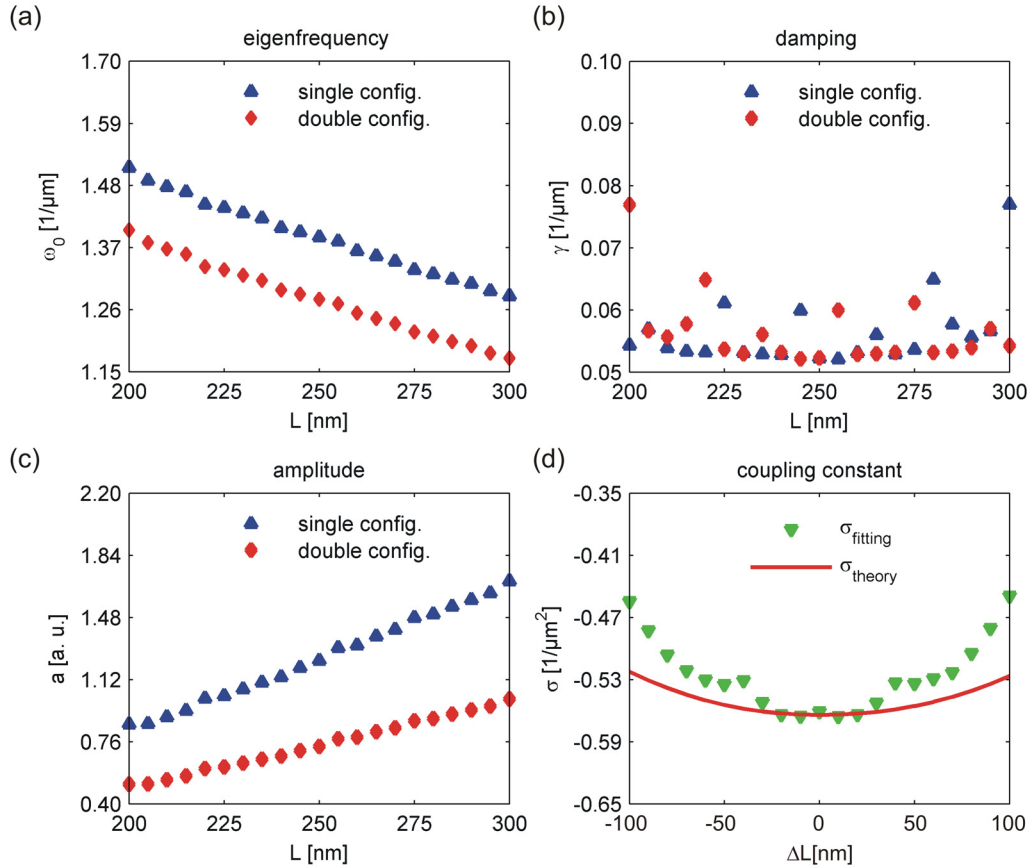 (a)
eigenfrequency
1.70
1.59
1.48
1.37
1.26
1.15
ω₀ [1/μm]
single config.
double config.
200
225
250
275
300
L [nm]
(b)
damping
0.10
0.09
0.08
0.07
0.06
0.05
γ [1/μm]
single config.
double config.
200
225
250
275
300
L [nm]
(c)
amplitude
2.20
1.84
1.48
1.12
0.76
0.40
a [a. u.]
single config.
double config.
200
225
250
275
300
L [nm]
(d)
coupling constant
-0.35
-0.41
-0.47
-0.53
-0.59
-0.65
σ [1/μm²]
σfitting
σtheory
-100
-50
0
50
100
ΔL[nm]